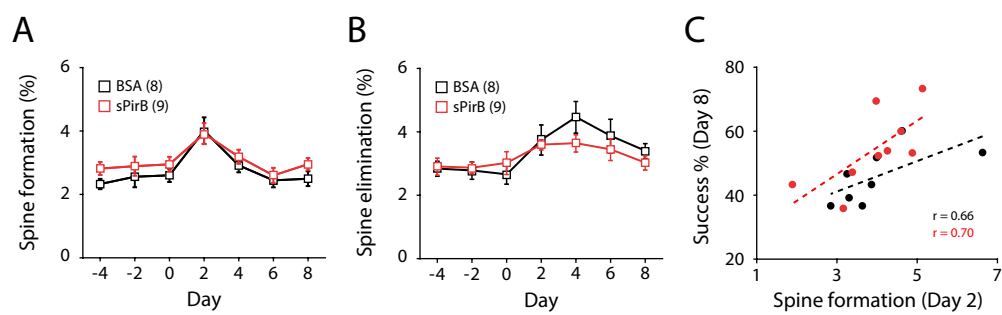 A
Spine formation (%)
6
4
2
0
BSA (8)
sPirB (9)
-4 -2 0 2 4 6 8
Day
B
Spine elimination (%)
6
4
2
0
BSA (8)
sPirB (9)
-4 -2 0 2 4 6 8
Day
C
Success % (Day 8)
80
60
40
20
r = 0.66
r = 0.70
1 3 5 7
Spine formation (Day 2)